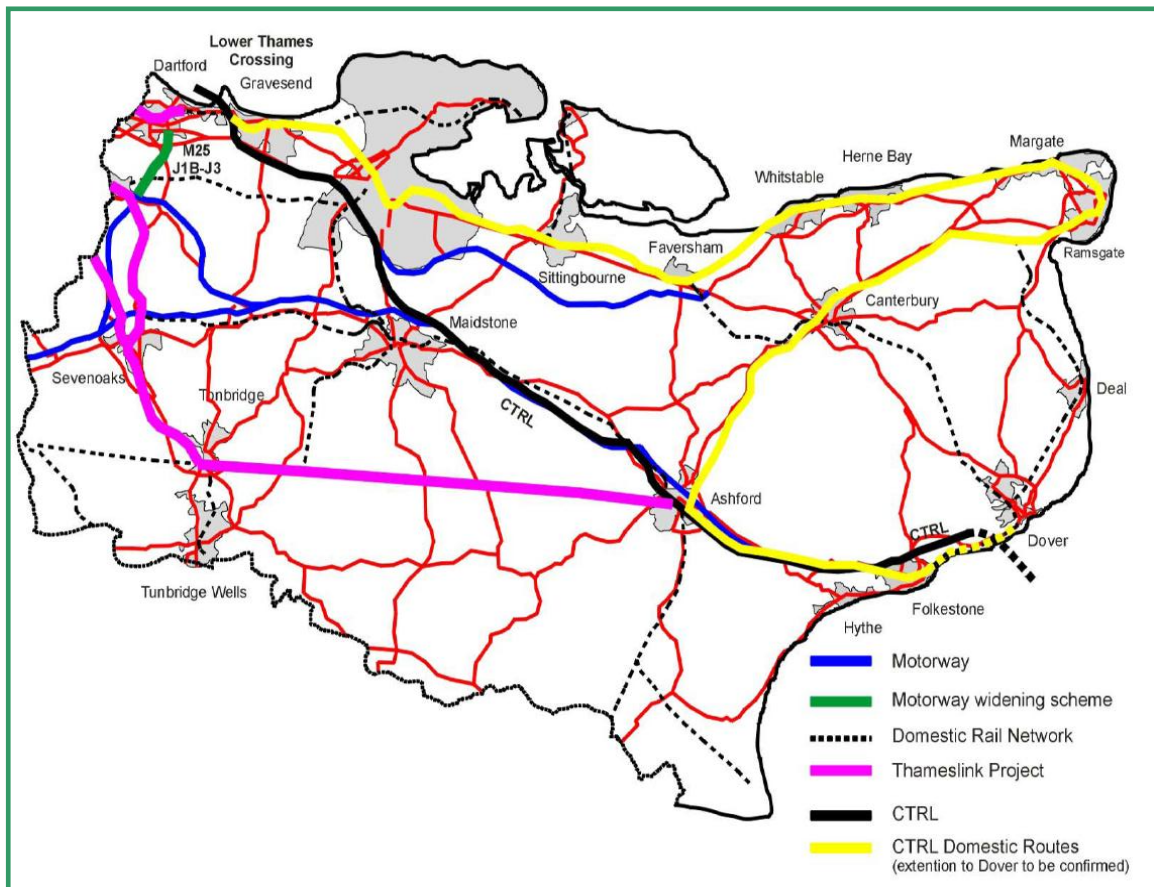 Lower Thames
Crossing
Dartford
Gravesend
M25
J1B-J3
Margate
Herne Bay
Whitstable
Faversham
Ramsgate
Sittingbourne
Canterbury
Maidstone
Sevenoaks
Tonbridge
Deal
CTRL
Ashford
CTRL
Dover
Tunbridge Wells
Folkestone
Hythe
Motorway
Motorway widening scheme
Domestic Rail Network
Thameslink Project
CTRL
CTRL Domestic Routes
(extention to Dover to be confirmed)